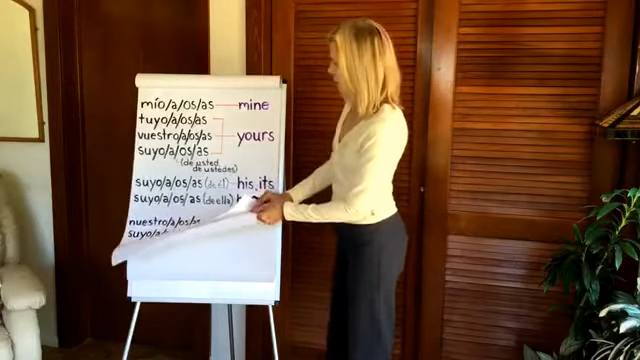 mío/a/os/as mine
tuyo/a/os/as
vuestro/a/os/as yours
suyo/a/os/as
(de usted,
de ustedes)
suyo/a/os/as (de él) his, its
suyo/a/os/as (de ella)
nuestro/a/os/as